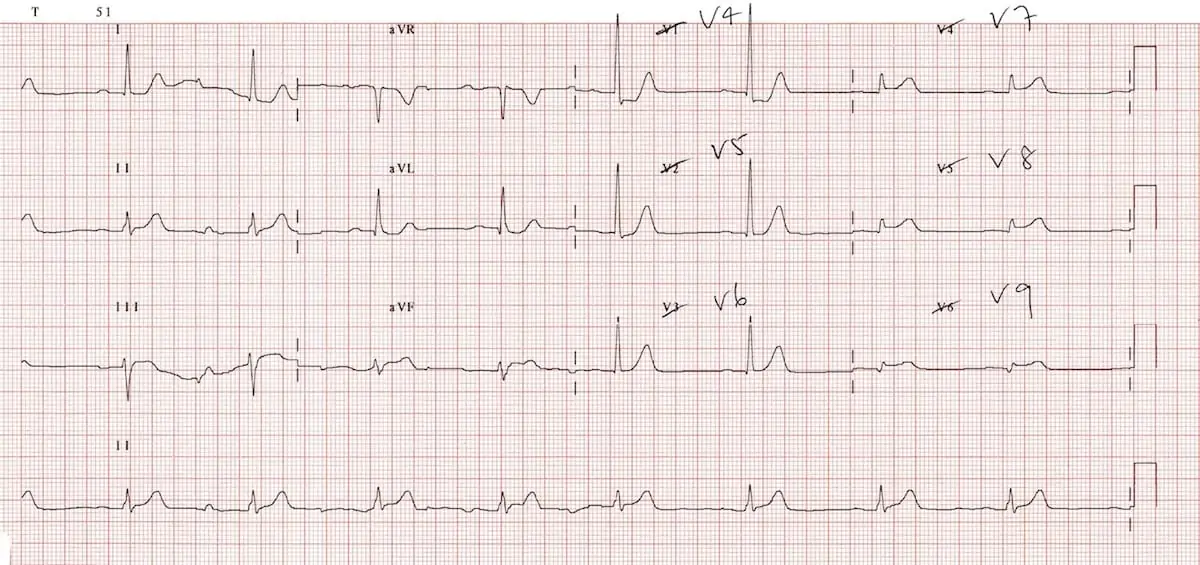 T 51
I aVR V1 V4 V4 V7
II aVL V2 V5 V5 V8
III aVF V3 V6 V6 V9
II